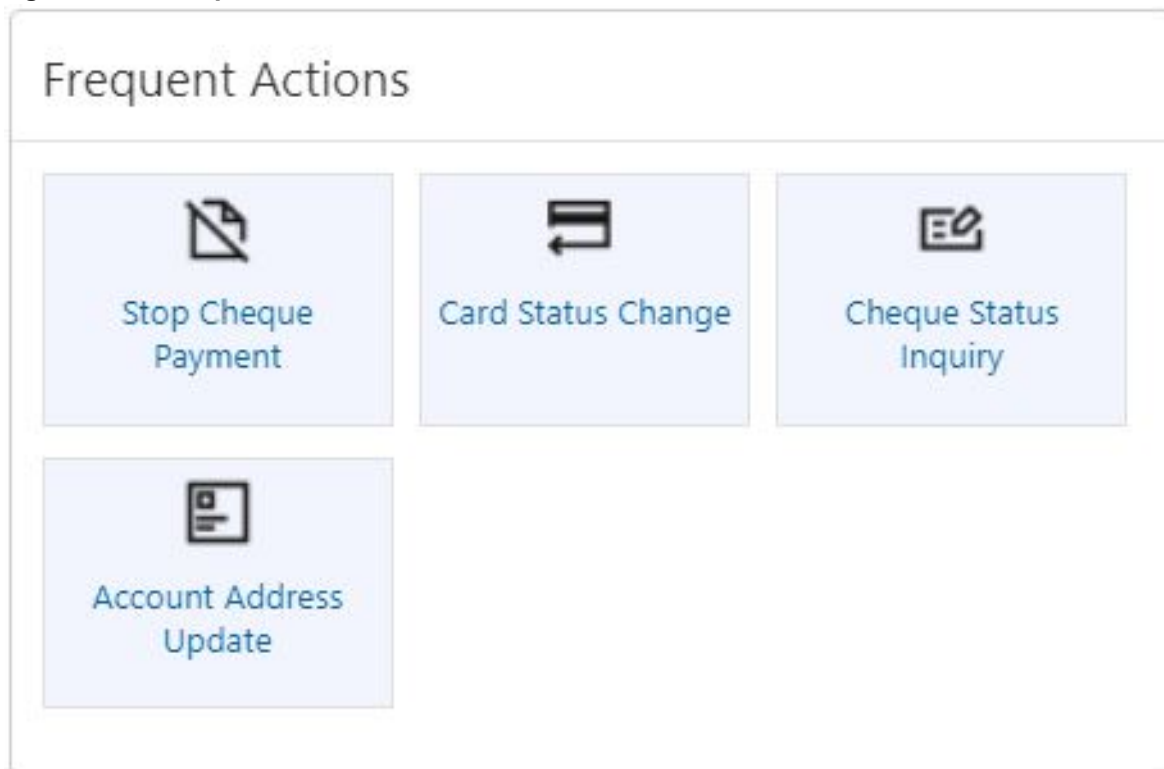 Frequent Actions
Stop Cheque
Payment
Card Status Change
Cheque Status
Inquiry
Account Address
Update